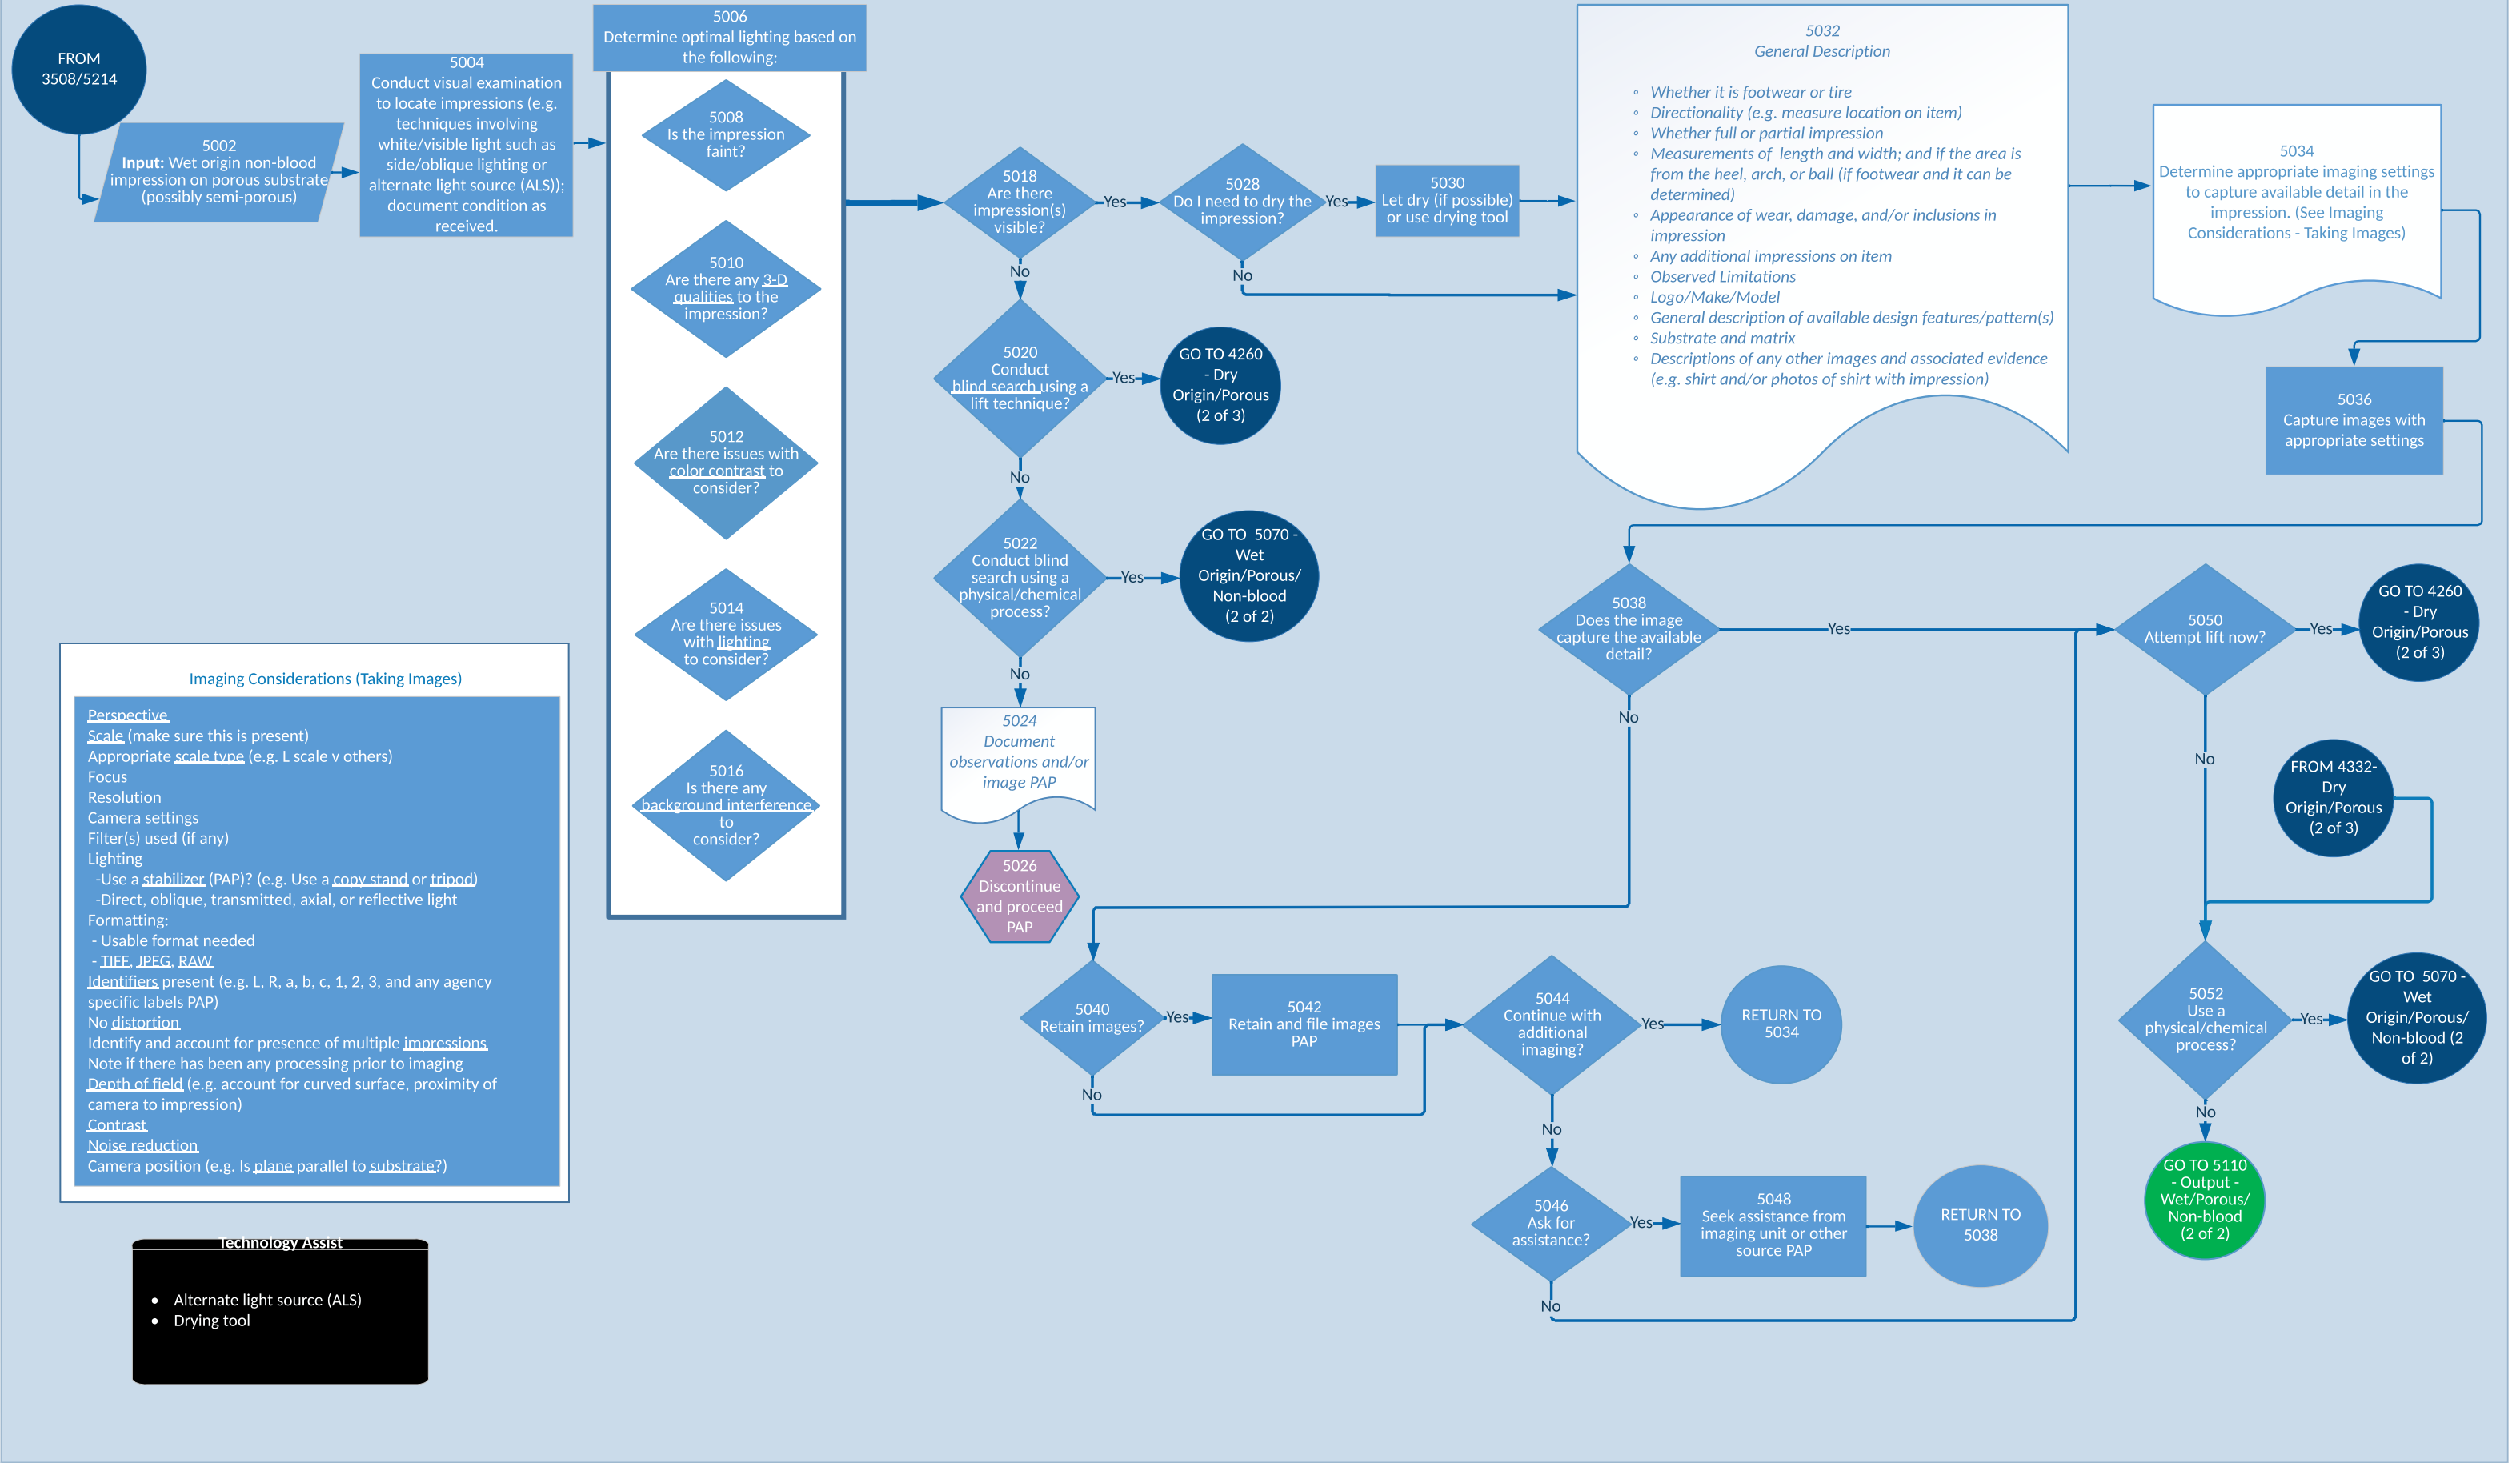 FROM
3508/5214
5002
Input: Wet origin non-blood
impression on porous substrate
(possibly semi-porous)
5004
Conduct visual examination
to locate impressions (e.g.
techniques involving
white/visible light such as
side/oblique lighting or
alternate light source (ALS));
document condition as
received.
5006
Determine optimal lighting based on
the following:
5008
Is the impression
faint?
5010
Are there any 3-D
qualities to the
impression?
5012
Are there issues with
color contrast to
consider?
5014
Are there issues
with lighting
to consider?
5016
Is there any
background interference
to
consider?
5018
Are there
impression(s)
visible?
Yes
No
5020
Conduct
blind search using a
lift technique?
Yes
GO TO 4260
- Dry
Origin/Porous
(2 of 3)
No
5022
Conduct blind
search using a
physical/chemical
process?
Yes
GO TO 5070 -
Wet
Origin/Porous/
Non-blood
(2 of 2)
No
5024
Document
observations and/or
image PAP
5026
Discontinue
and proceed
PAP
5028
Do I need to dry the
impression?
Yes
No
5030
Let dry (if possible)
or use drying tool
5032
General Description
◦ Whether it is footwear or tire
◦ Directionality (e.g. measure location on item)
◦ Whether full or partial impression
◦ Measurements of length and width; and if the area is
from the heel, arch, or ball (if footwear and it can be
determined)
◦ Appearance of wear, damage, and/or inclusions in
impression
◦ Any additional impressions on item
◦ Observed Limitations
◦ Logo/Make/Model
◦ General description of available design features/pattern(s)
◦ Substrate and matrix
◦ Descriptions of any other images and associated evidence
(e.g. shirt and/or photos of shirt with impression)
5034
Determine appropriate imaging settings
to capture available detail in the
impression. (See Imaging
Considerations - Taking Images)
5036
Capture images with
appropriate settings
5038
Does the image
capture the available
detail?
Yes
No
5040
Retain images?
Yes
No
5042
Retain and file images
PAP
5044
Continue with
additional
imaging?
Yes
RETURN TO
5034
No
5046
Ask for
assistance?
Yes
No
5048
Seek assistance from
imaging unit or other
source PAP
RETURN TO
5038
5050
Attempt lift now?
Yes
GO TO 4260
- Dry
Origin/Porous
(2 of 3)
No
FROM 4332-
Dry
Origin/Porous
(2 of 3)
5052
Use a
physical/chemical
process?
Yes
GO TO 5070 -
Wet
Origin/Porous/
Non-blood (2
of 2)
No
GO TO 5110
- Output -
Wet/Porous/
Non-blood
(2 of 2)
Imaging Considerations (Taking Images)
Perspective
Scale (make sure this is present)
Appropriate scale type (e.g. L scale v others)
Focus
Resolution
Camera settings
Filter(s) used (if any)
Lighting
-Use a stabilizer (PAP)? (e.g. Use a copy stand or tripod)
-Direct, oblique, transmitted, axial, or reflective light
Formatting:
- Usable format needed
- TIFF, JPEG, RAW
Identifiers present (e.g. L, R, a, b, c, 1, 2, 3, and any agency
specific labels PAP)
No distortion
Identify and account for presence of multiple impressions
Note if there has been any processing prior to imaging
Depth of field (e.g. account for curved surface, proximity of
camera to impression)
Contrast
Noise reduction
Camera position (e.g. Is plane parallel to substrate?)
Technology Assist
• Alternate light source (ALS)
• Drying tool